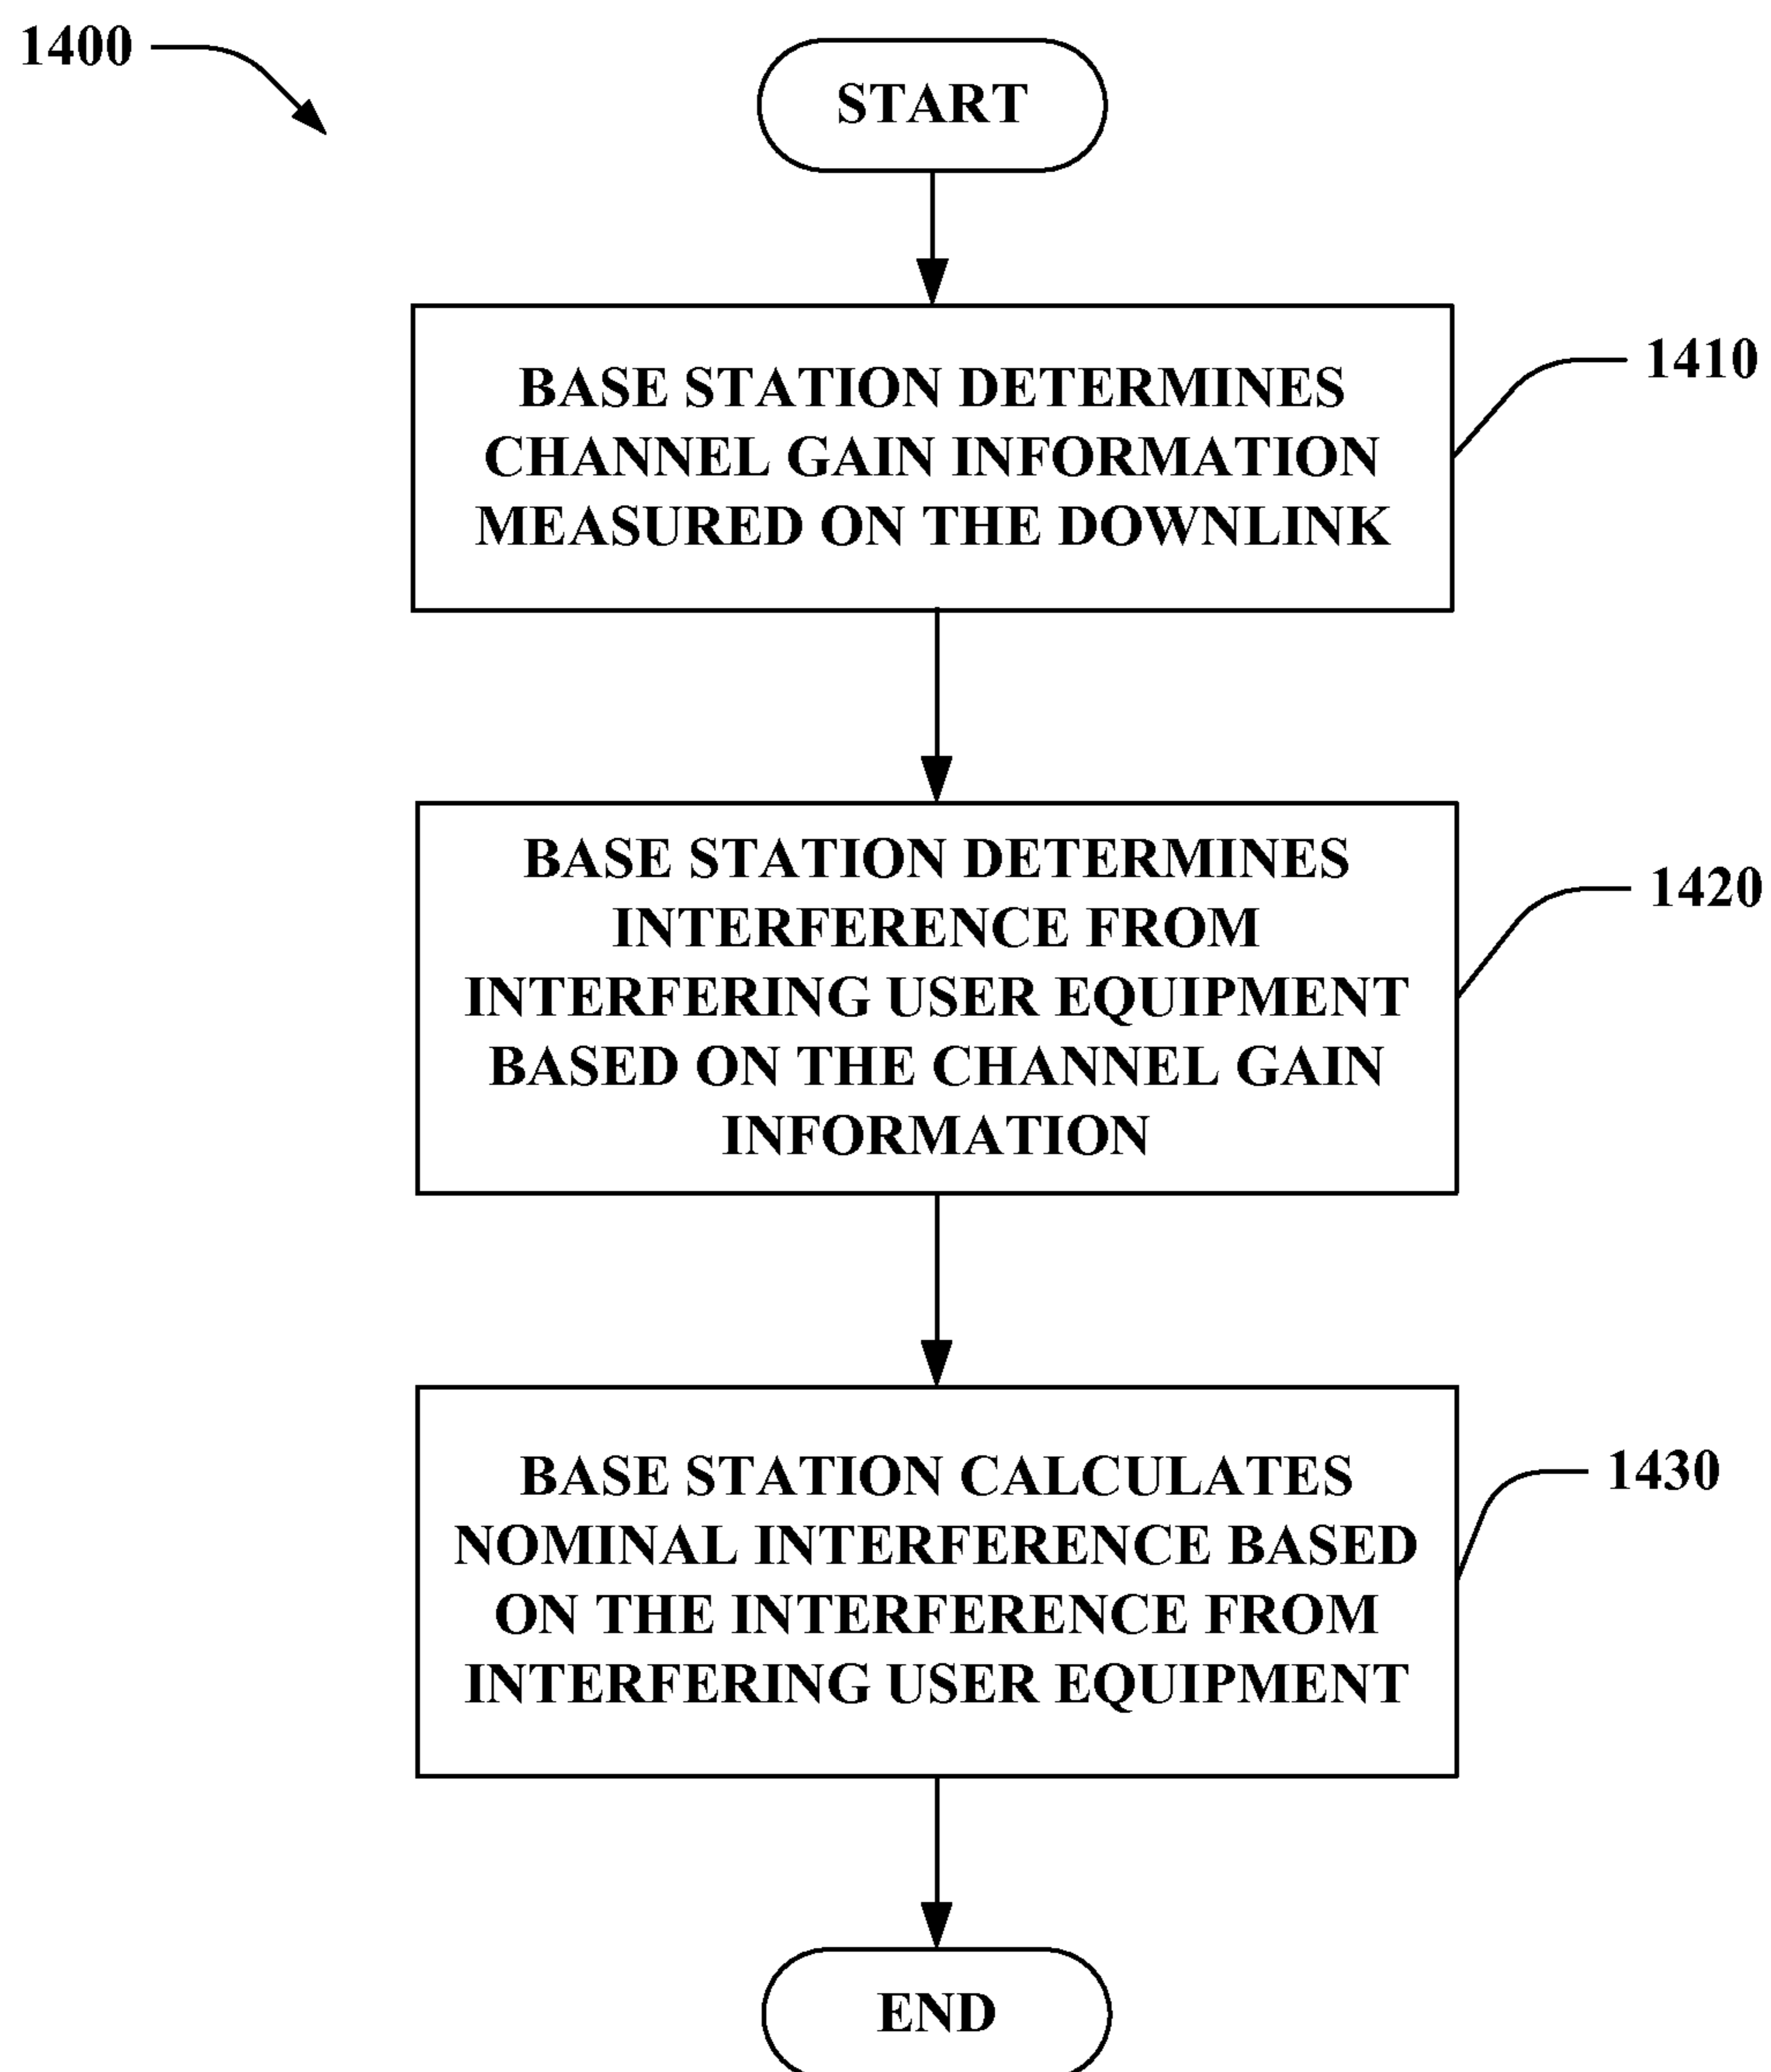 1400
START
BASE STATION DETERMINES
CHANNEL GAIN INFORMATION
MEASURED ON THE DOWNLINK
1410
BASE STATION DETERMINES
INTERFERENCE FROM
INTERFERING USER EQUIPMENT
BASED ON THE CHANNEL GAIN
INFORMATION
1420
BASE STATION CALCULATES
NOMINAL INTERFERENCE BASED
ON THE INTERFERENCE FROM
INTERFERING USER EQUIPMENT
1430
END